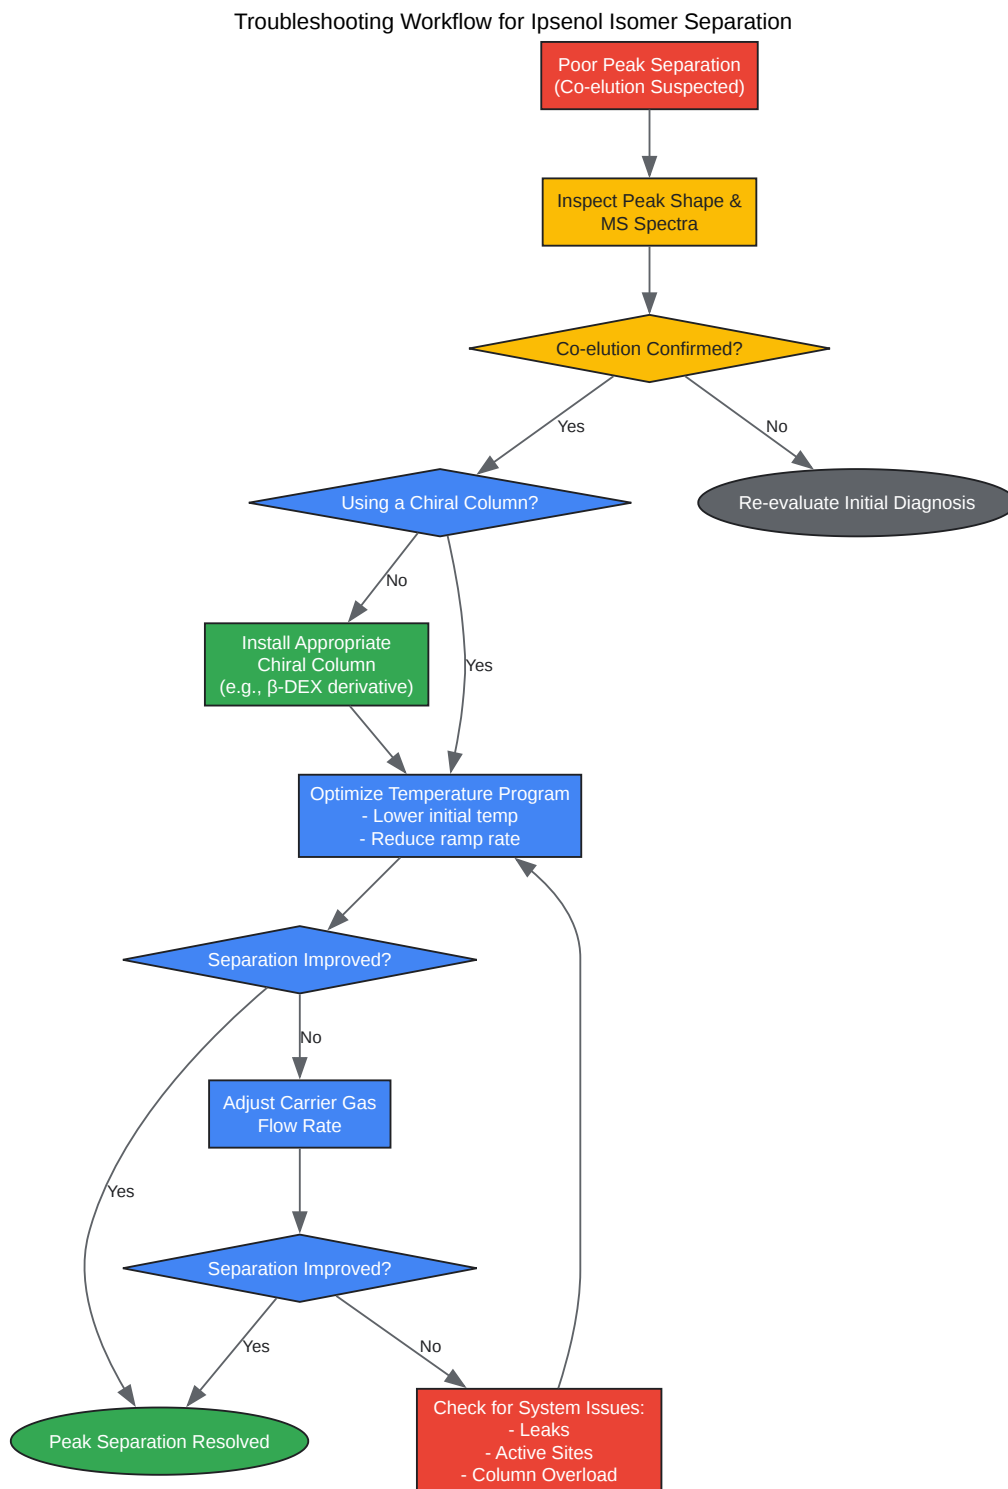 Troubleshooting Workflow for Ipsenol Isomer Separation
Poor Peak Separation
(Co-elution Suspected)
Inspect Peak Shape &
MS Spectra
Co-elution Confirmed?
Yes
No
Using a Chiral Column?
Re-evaluate Initial Diagnosis
No
Install Appropriate
Chiral Column
(e.g., β-DEX derivative)
Yes
Optimize Temperature Program
- Lower initial temp
- Reduce ramp rate
Separation Improved?
No
Adjust Carrier Gas
Flow Rate
Yes
Separation Improved?
Yes
No
Peak Separation Resolved
Check for System Issues:
- Leaks
- Active Sites
- Column Overload